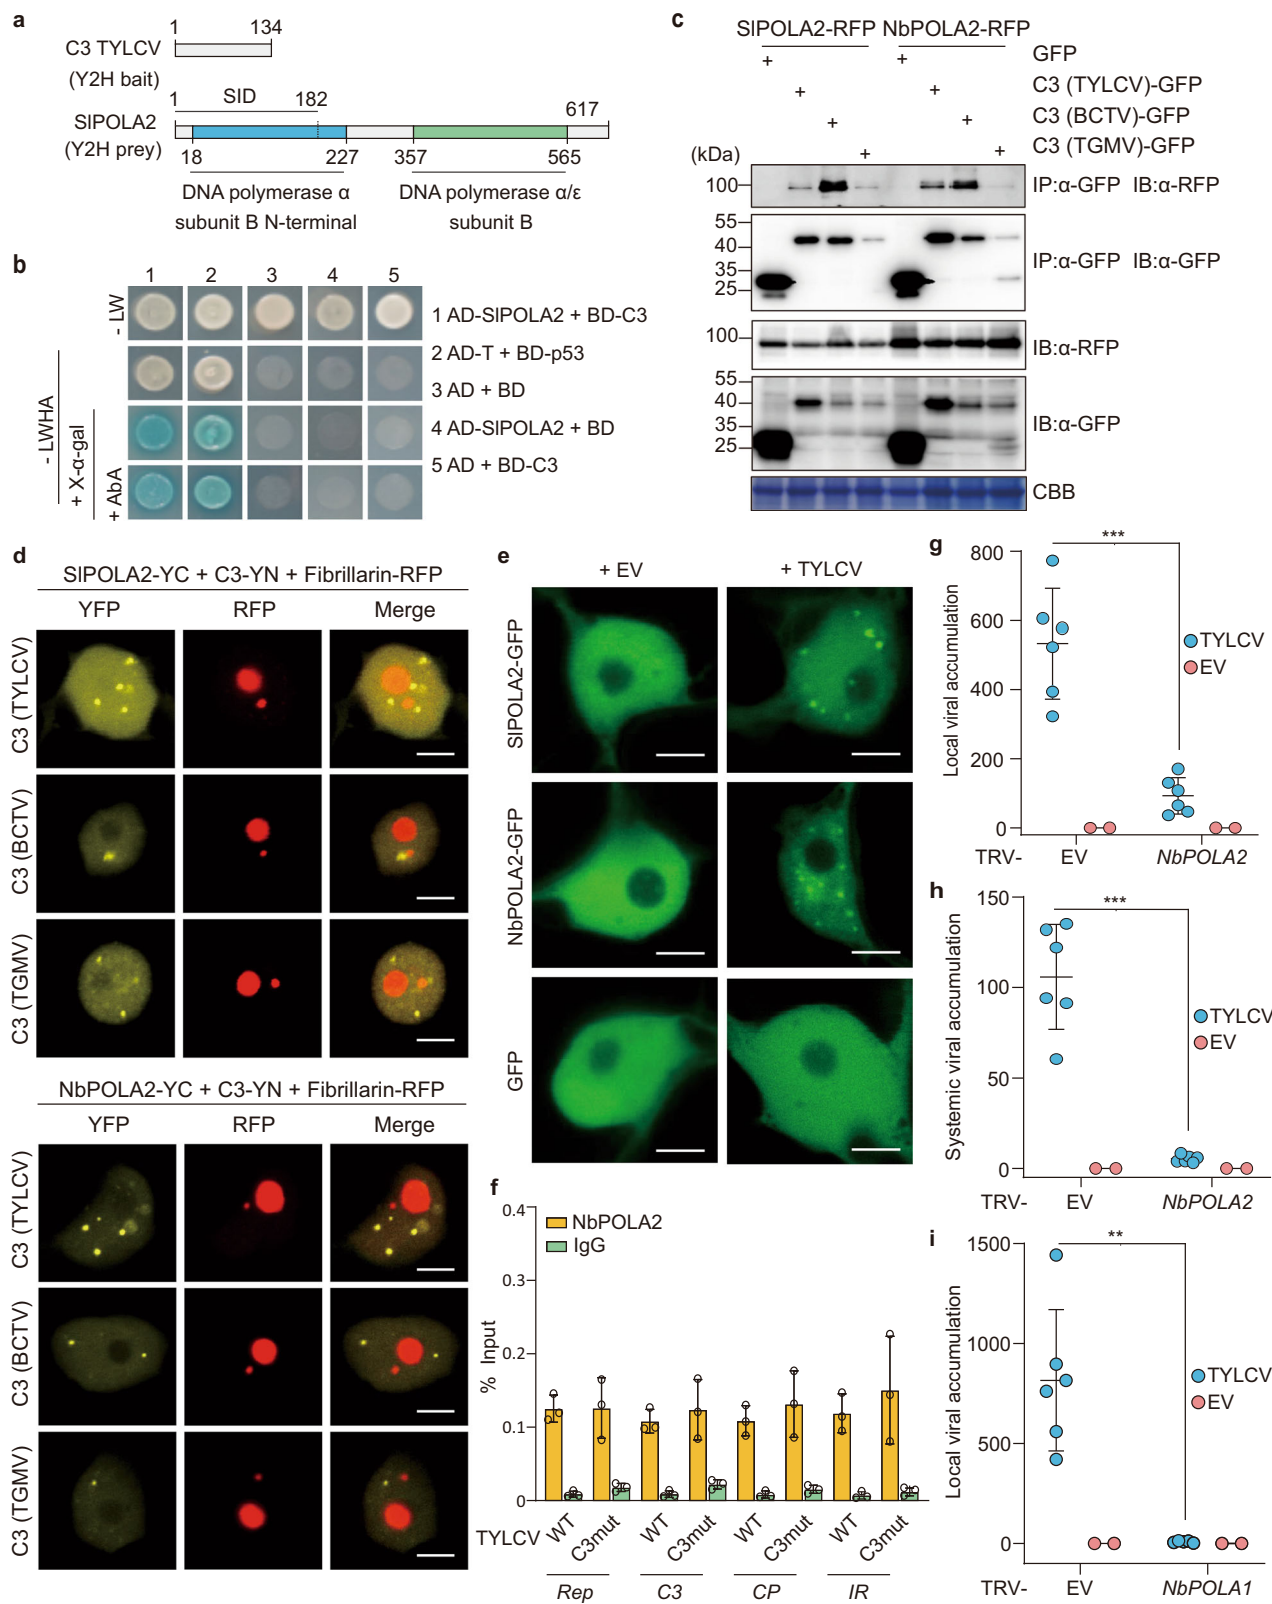 a
1 134
C3 TYLCV
(Y2H bait)
1 SID 182 617
SlPOLA2
(Y2H prey)
18 227 357 565
DNA polymerase α
subunit B N-terminal
DNA polymerase α/ε
subunit B
b
1 2 3 4 5
- LW
- LWHA
+ X-α-gal
+ AbA
1 AD-SlPOLA2 + BD-C3
2 AD-T + BD-p53
3 AD + BD
4 AD-SlPOLA2 + BD
5 AD + BD-C3
c
SlPOLA2-RFP NbPOLA2-RFP
+ + GFP
+ + C3 (TYLCV)-GFP
+ + C3 (BCTV)-GFP
+ + C3 (TGMV)-GFP
(kDa)
100 IP:α-GFP IB:α-RFP
55
40
35
25
IP:α-GFP IB:α-GFP
100 IB:α-RFP
55
40
35
25
IB:α-GFP
CBB
d
SlPOLA2-YC + C3-YN + Fibrillarin-RFP
YFP RFP Merge
C3 (TYLCV)
C3 (BCTV)
C3 (TGMV)
NbPOLA2-YC + C3-YN + Fibrillarin-RFP
YFP RFP Merge
C3 (TYLCV)
C3 (BCTV)
C3 (TGMV)
e
+ EV + TYLCV
SlPOLA2-GFP
NbPOLA2-GFP
GFP
f
% Input
0.4
0.3
0.2
0.1
0
NbPOLA2
IgG
TYLCV WT C3mut WT C3mut WT C3mut WT C3mut
Rep C3 CP IR
g
Local viral accumulation
800
600
400
200
0
***
TYLCV
EV
TRV- EV NbPOLA2
h
Systemic viral accumulation
150
100
50
0
***
TYLCV
EV
TRV- EV NbPOLA2
i
Local viral accumulation
1500
1000
500
0
**
TYLCV
EV
TRV- EV NbPOLA1